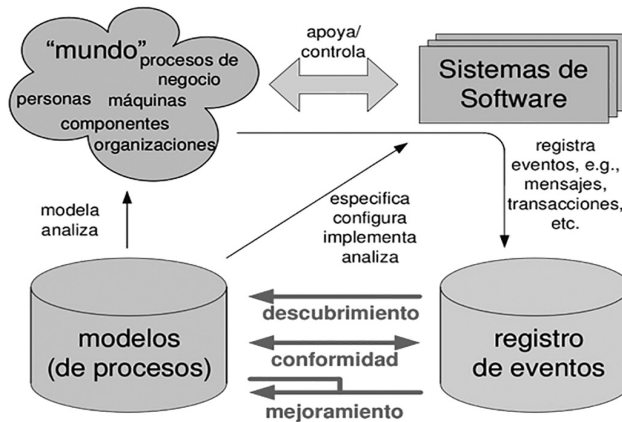 “mundo”
procesos de
negocio
personas máquinas
componentes
organizaciones
apoya/
controla
Sistemas de
Software
registra
eventos, e.g.,
mensajes,
transacciones,
etc.
modela
analiza
especifica
configura
implementa
analiza
modelos
(de procesos)
descubrimiento
conformidad
mejoramiento
registro
de eventos